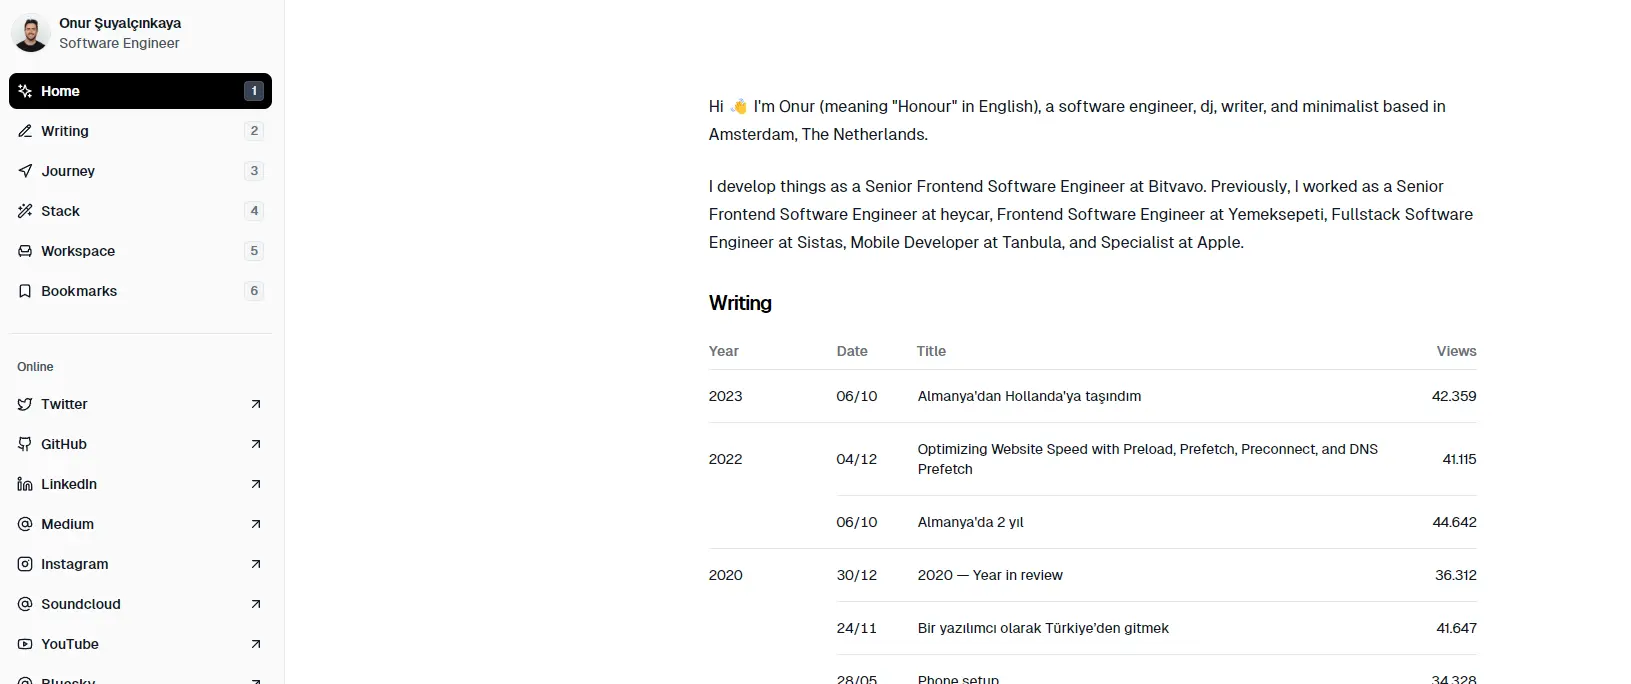 Onur Şuyalçınkaya
Software Engineer
Home 1
Writing 2
Journey 3
Stack 4
Workspace 5
Bookmarks 6
Online
Twitter
GitHub
LinkedIn
Medium
Instagram
Soundcloud
YouTube
Bluesky
Hi 👋 I'm Onur (meaning "Honour" in English), a software engineer, dj, writer, and minimalist based in
Amsterdam, The Netherlands.
I develop things as a Senior Frontend Software Engineer at Bitvavo. Previously, I worked as a Senior
Frontend Software Engineer at heycar, Frontend Software Engineer at Yemeksepeti, Fullstack Software
Engineer at Sistas, Mobile Developer at Tanbula, and Specialist at Apple.
Writing
Year Date Title Views
2023 06/10 Almanya'dan Hollanda'ya taşındım 42.359
2022 04/12 Optimizing Website Speed with Preload, Prefetch, Preconnect, and DNS
Prefetch 41.115
06/10 Almanya'da 2 yıl 44.642
2020 30/12 2020 — Year in review 36.312
24/11 Bir yazılımcı olarak Türkiye'den gitmek 41.647
28/05 Phone setup 34.328